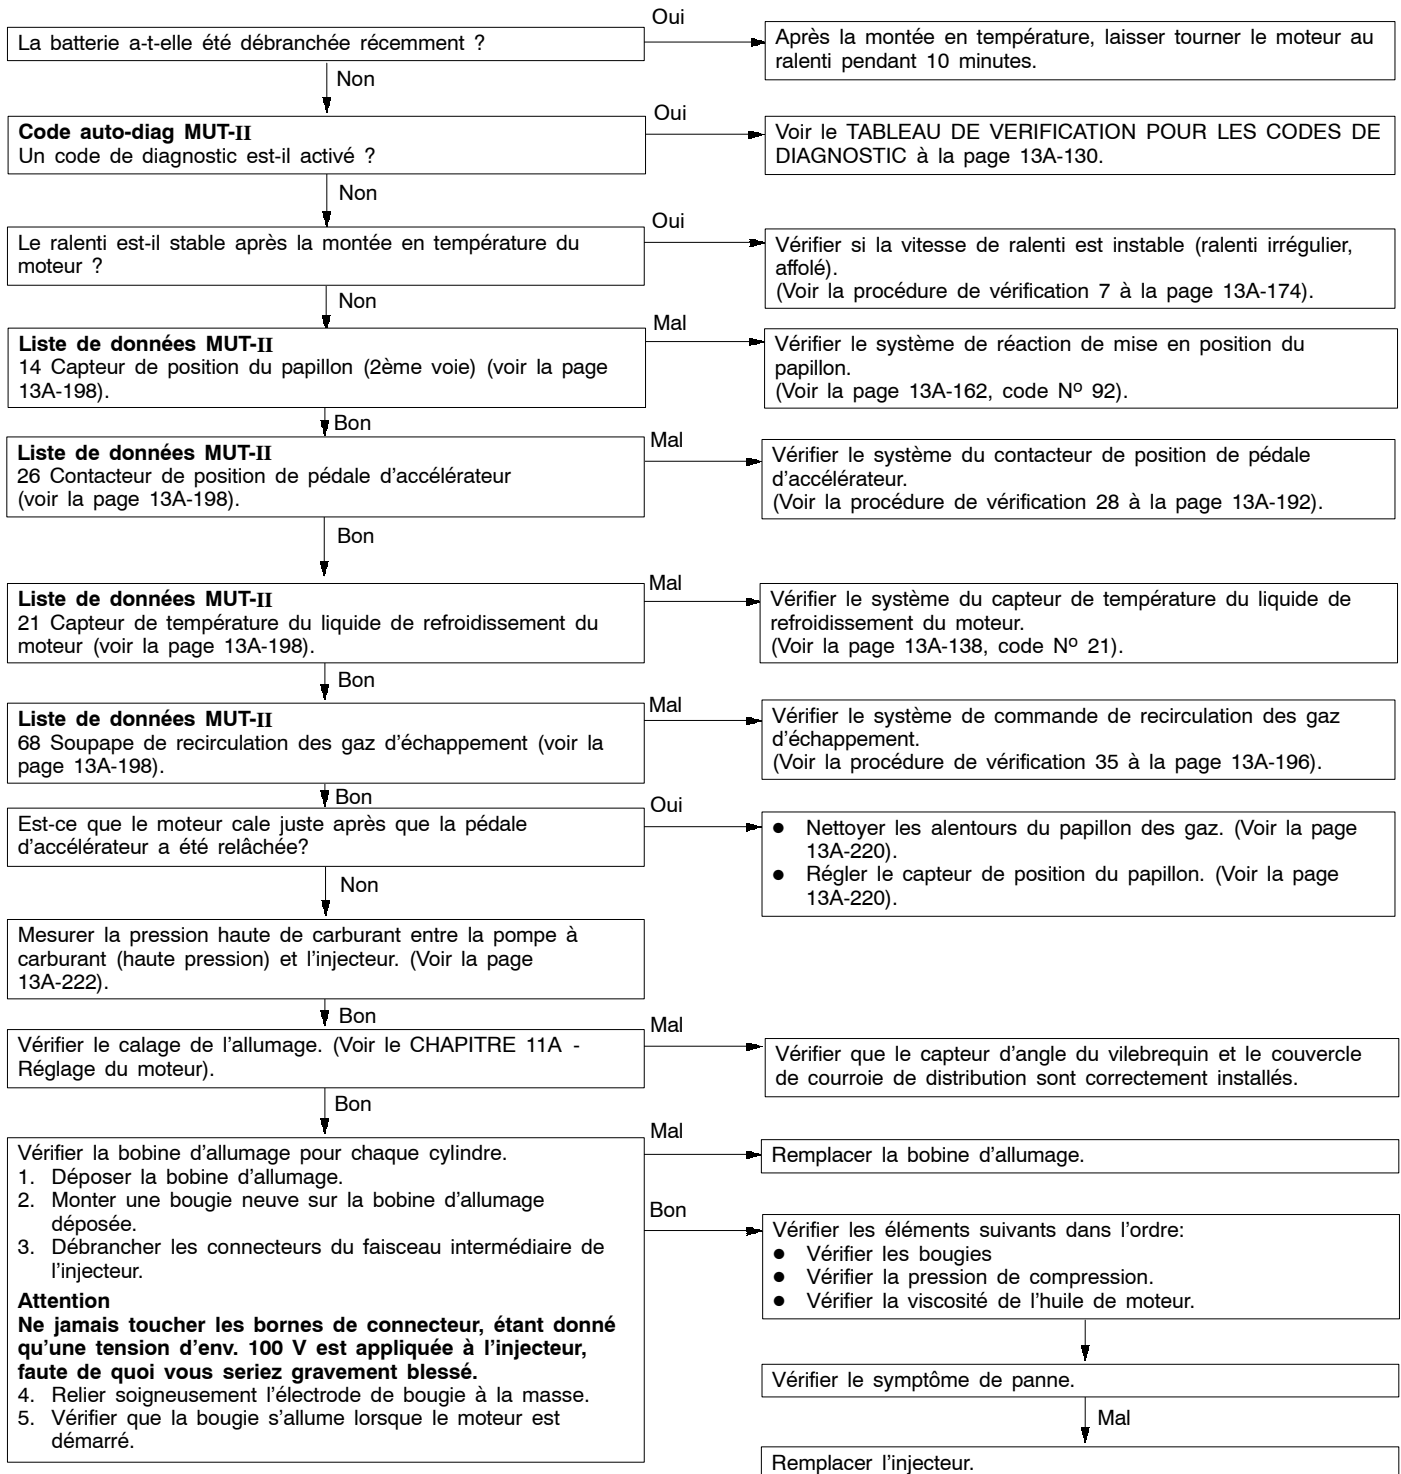 La batterie a-t-elle été débranchée récemment ?
Oui
Après la montée en température, laisser tourner le moteur au
ralenti pendant 10 minutes.
Non
Code auto-diag MUT-II
Un code de diagnostic est-il activé ?
Oui
Voir le TABLEAU DE VERIFICATION POUR LES CODES DE
DIAGNOSTIC à la page 13A-130.
Non
Le ralenti est-il stable après la montée en température du
moteur ?
Oui
Vérifier si la vitesse de ralenti est instable (ralenti irrégulier,
affolé).
(Voir la procédure de vérification 7 à la page 13A-174).
Non
Liste de données MUT-II
14 Capteur de position du papillon (2ème voie) (voir la page
13A-198).
Mal
Vérifier le système de réaction de mise en position du
papillon.
(Voir la page 13A-162, code Nº 92).
Bon
Liste de données MUT-II
26 Contacteur de position de pédale d'accélérateur
(voir la page 13A-198).
Mal
Vérifier le système du contacteur de position de pédale
d'accélérateur.
(Voir la procédure de vérification 28 à la page 13A-192).
Bon
Liste de données MUT-II
21 Capteur de température du liquide de refroidissement du
moteur (voir la page 13A-198).
Mal
Vérifier le système du capteur de température du liquide de
refroidissement du moteur.
(Voir la page 13A-138, code Nº 21).
Bon
Liste de données MUT-II
68 Soupape de recirculation des gaz d'échappement (voir la
page 13A-198).
Mal
Vérifier le système de commande de recirculation des gaz
d'échappement.
(Voir la procédure de vérification 35 à la page 13A-196).
Bon
Est-ce que le moteur cale juste après que la pédale
d'accélérateur a été relâchée?
Oui
● Nettoyer les alentours du papillon des gaz. (Voir la page
13A-220).
● Régler le capteur de position du papillon. (Voir la page
13A-220).
Non
Mesurer la pression haute de carburant entre la pompe à
carburant (haute pression) et l'injecteur. (Voir la page
13A-222).
Bon
Vérifier le calage de l'allumage. (Voir le CHAPITRE 11A -
Réglage du moteur).
Mal
Vérifier que le capteur d'angle du vilebrequin et le couvercle
de courroie de distribution sont correctement installés.
Bon
Vérifier la bobine d'allumage pour chaque cylindre.
1. Déposer la bobine d'allumage.
2. Monter une bougie neuve sur la bobine d'allumage
déposée.
3. Débrancher les connecteurs du faisceau intermédiaire de
l'injecteur.
Attention
Ne jamais toucher les bornes de connecteur, étant donné
qu'une tension d'env. 100 V est appliquée à l'injecteur,
faute de quoi vous seriez gravement blessé.
4. Relier soigneusement l'électrode de bougie à la masse.
5. Vérifier que la bougie s'allume lorsque le moteur est
démarré.
Mal
Remplacer la bobine d'allumage.
Bon
Vérifier les éléments suivants dans l'ordre:
● Vérifier les bougies
● Vérifier la pression de compression.
● Vérifier la viscosité de l'huile de moteur.
Vérifier le symptôme de panne.
Mal
Remplacer l'injecteur.